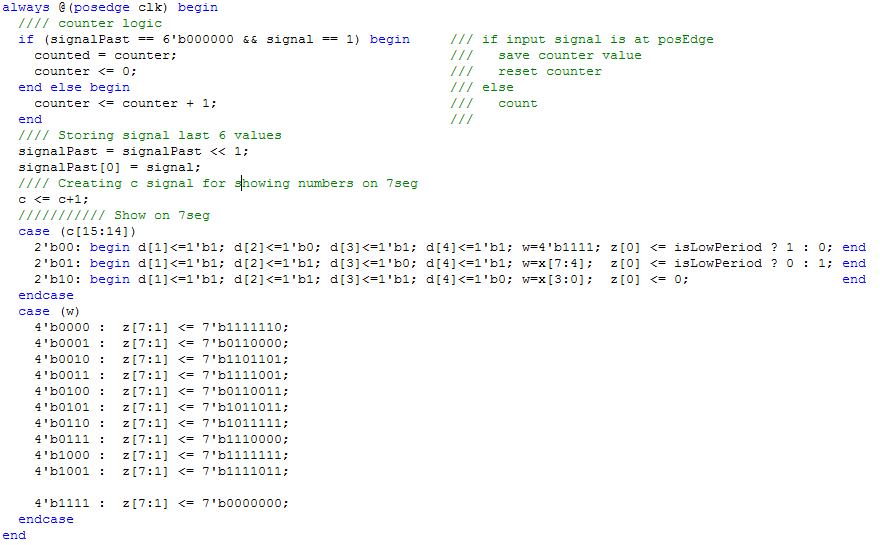 always @(posedge clk) begin
  //// counter logic
  if (signalPast == 6'b000000 && signal == 1) begin     /// if input signal is at posEdge
    counted = counter;                                  ///   save counter value
    counter <= 0;                                       ///   reset counter
  end else begin                                        /// else
    counter <= counter + 1;                             ///   count
  end                                                   ///
  //// Storing signal last 6 values
  signalPast = signalPast << 1;
  signalPast[0] = signal;
  //// Creating c signal for showing numbers on 7seg
  c <= c+1;
  /////////// Show on 7seg
  case (c[15:14])
    2'b00: begin d[1]<=1'b1; d[2]<=1'b0; d[3]<=1'b1; d[4]<=1'b1; w=4'b1111; z[0] <= isLowPeriod ? 1 : 0; end
    2'b01: begin d[1]<=1'b1; d[2]<=1'b1; d[3]<=1'b0; d[4]<=1'b1; w=x[7:4];  z[0] <= isLowPeriod ? 0 : 1; end
    2'b10: begin d[1]<=1'b1; d[2]<=1'b1; d[3]<=1'b1; d[4]<=1'b0; w=x[3:0];  z[0] <= 0;                   end
  endcase
  case (w)
    4'b0000 :  z[7:1] <= 7'b1111110;
    4'b0001 :  z[7:1] <= 7'b0110000;
    4'b0010 :  z[7:1] <= 7'b1101101;
    4'b0011 :  z[7:1] <= 7'b1111001;
    4'b0100 :  z[7:1] <= 7'b0110011;
    4'b0101 :  z[7:1] <= 7'b1011011;
    4'b0110 :  z[7:1] <= 7'b1011111;
    4'b0111 :  z[7:1] <= 7'b1110000;
    4'b1000 :  z[7:1] <= 7'b1111111;
    4'b1001 :  z[7:1] <= 7'b1111011;

    4'b1111 :  z[7:1] <= 7'b0000000;
  endcase
end